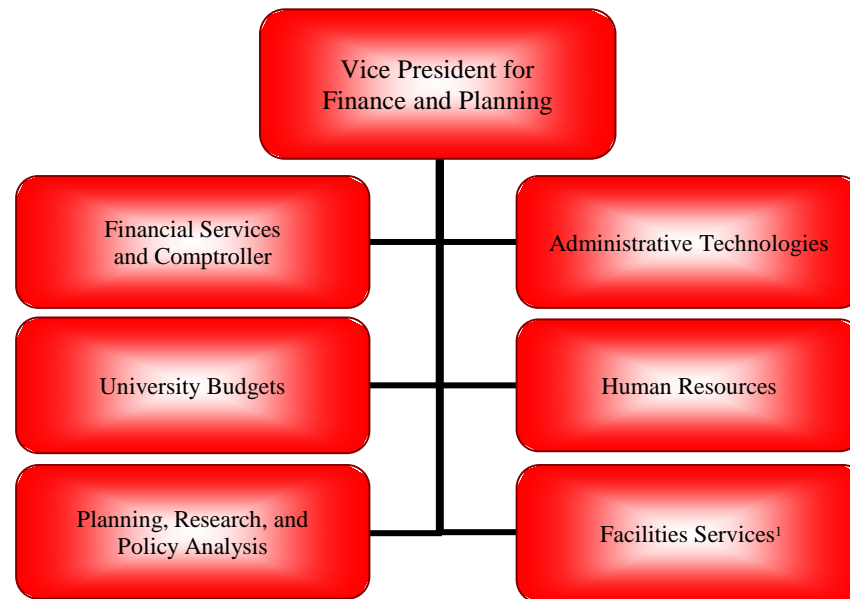 Vice President for
Finance and Planning
Financial Services
and Comptroller
Administrative Technologies
University Budgets
Human Resources
Planning, Research, and
Policy Analysis
Facilities Services¹